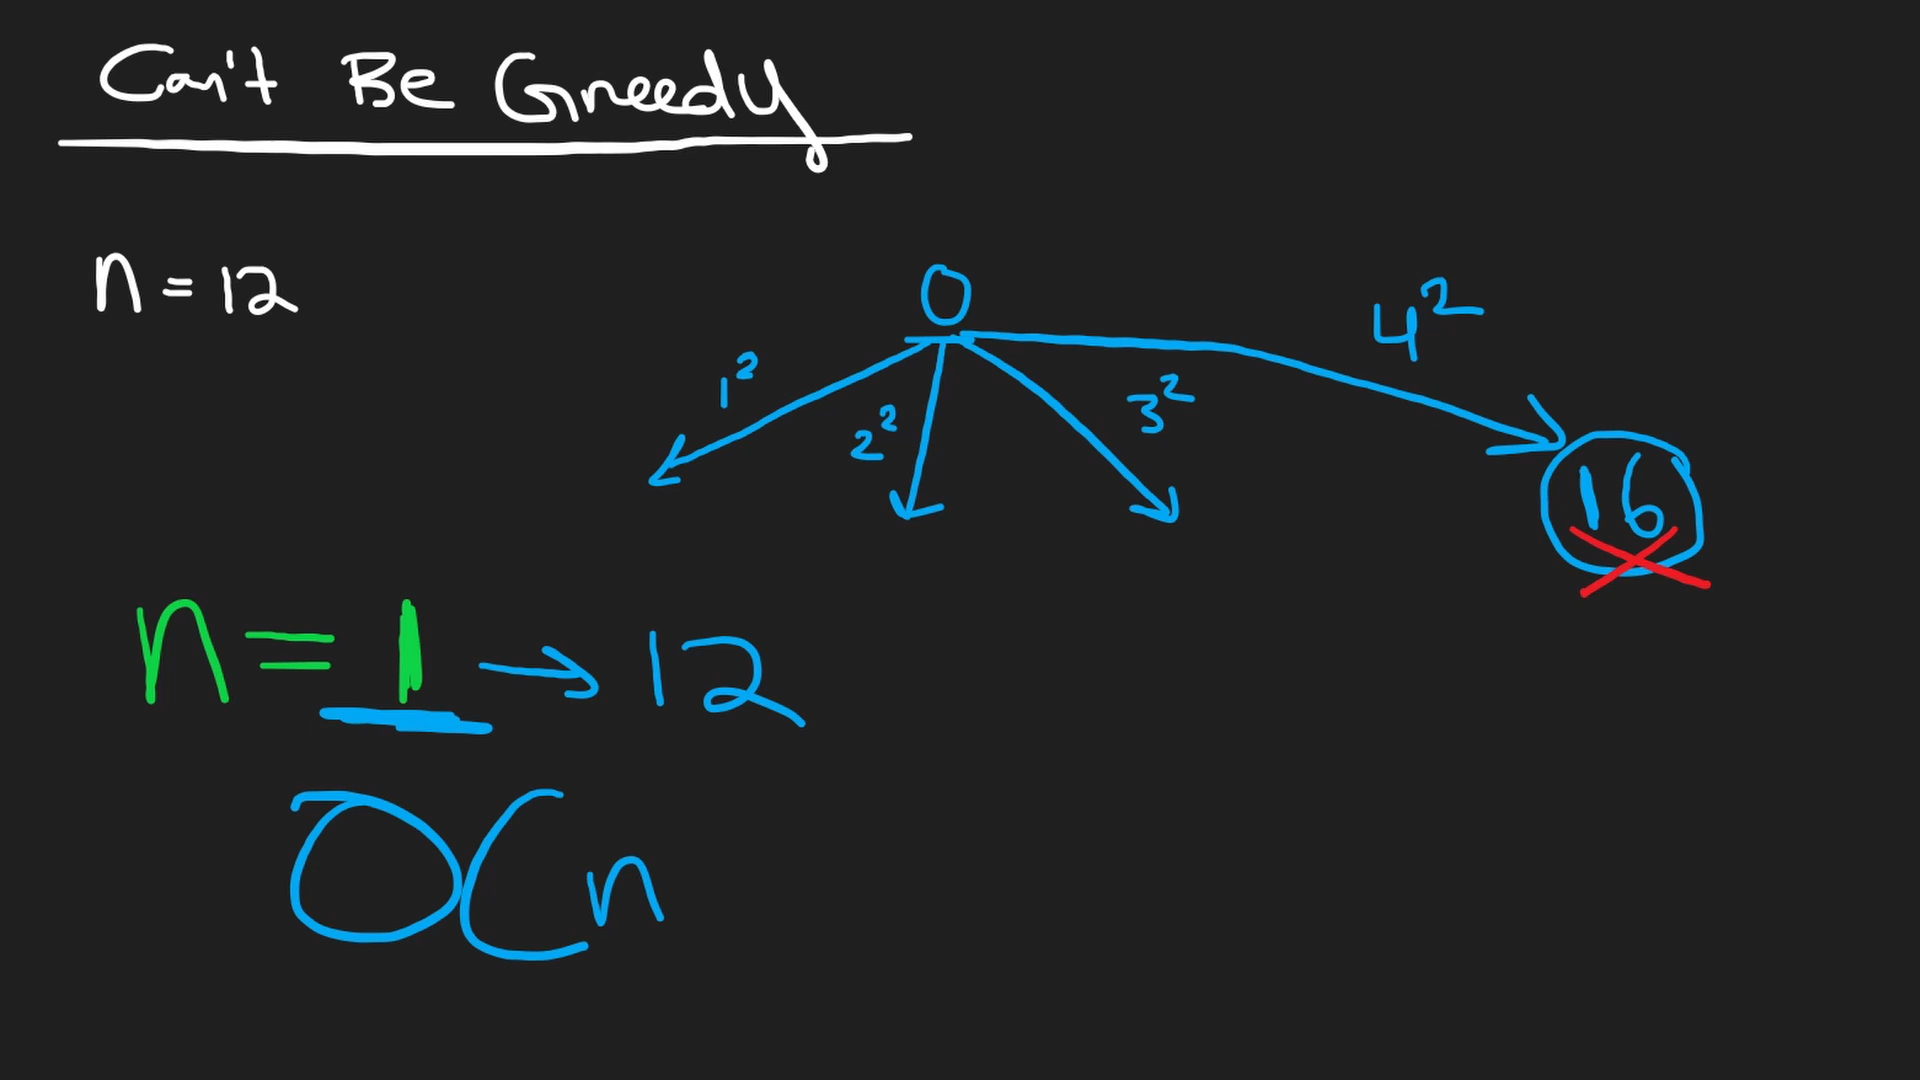 Can't Be Greedy
n = 12
0
1²
2²
3²
4²
16
n = 1 → 12
O(n